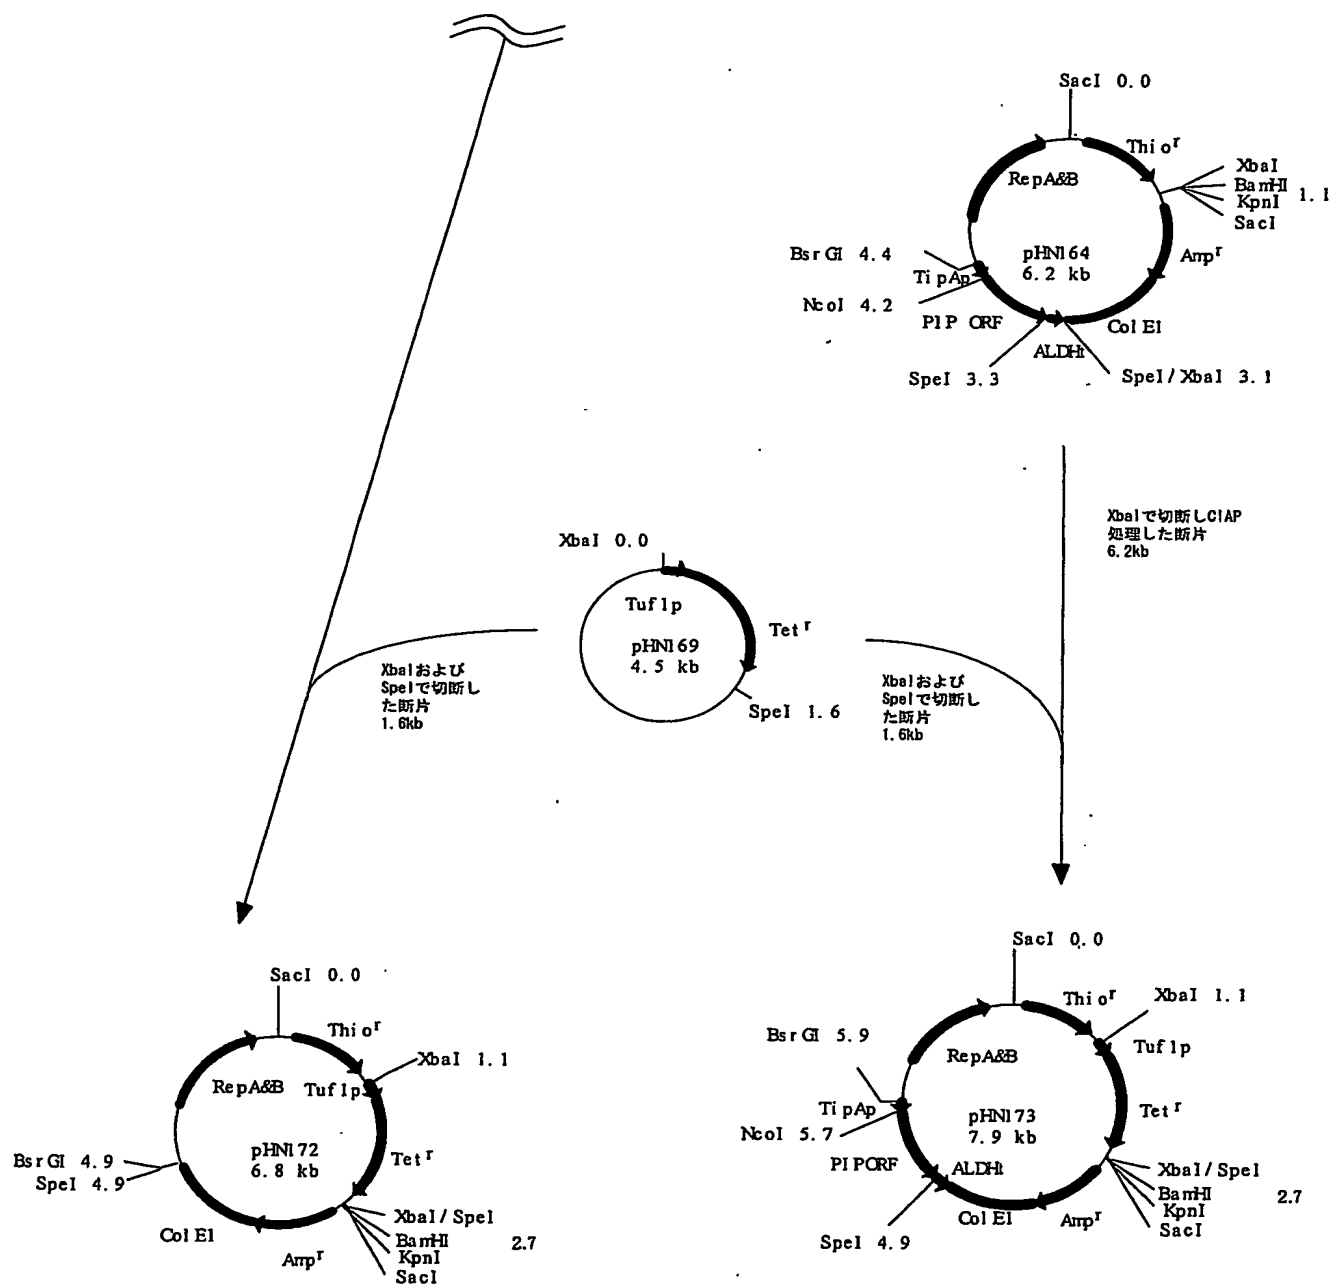 SacI 0.0
Thio^r
XbaI
BamHI
KpnI
SacI
1.1
RepA&B
pHN164
6.2 kb
Amp^r
BsrGI 4.4
TipAp
NcoI 4.2
PIP ORF
ColE1
ALDHt
SpeI 3.3
SpeI/XbaI 3.1
XbaIで切断しCIAP
処理した断片
6.2kb
XbaI 0.0
Tuf1p
pHN169
4.5 kb
Tet^r
SpeI 1.6
XbaIおよび
SpeIで切断し
た断片
1.6kb
XbaIおよび
SpeIで切断し
た断片
1.6kb
SacI 0.0
Thio^r
XbaI 1.1
RepA&B
Tuf1p
pHN172
6.8 kb
Tet^r
BsrGI 4.9
SpeI 4.9
ColE1
Amp^r
XbaI/SpeI
BamHI
KpnI
SacI
2.7
SacI 0.0
Thio^r
XbaI 1.1
BsrGI 5.9
RepA&B
Tuf1p
TipAp
NcoI 5.7
pHN173
7.9 kb
Tet^r
PIPORF
ALDHt
ColE1
Amp^r
SpeI 4.9
XbaI/SpeI
BamHI
KpnI
SacI
2.7